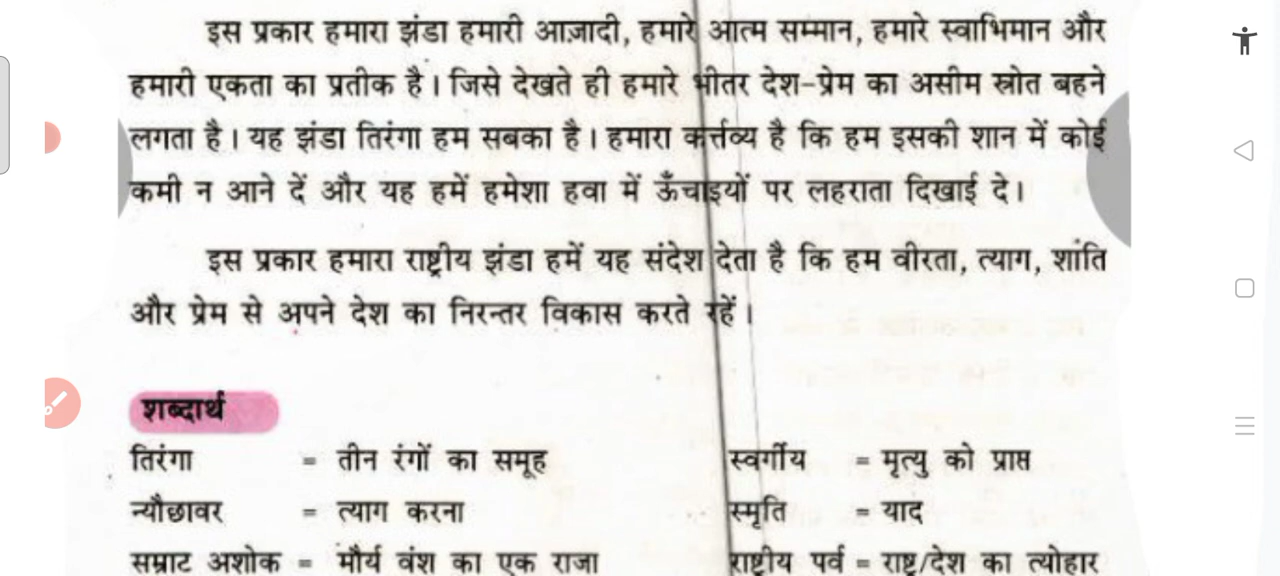 इस प्रकार हमारा झंडा हमारी आज़ादी, हमारे आत्म सम्मान, हमारे स्वाभिमान और
हमारी एकता का प्रतीक है। जिसे देखते ही हमारे भीतर देश-प्रेम का असीम स्रोत बहने
लगता है। यह झंडा तिरंगा हम सबका है। हमारा कर्त्तव्य है कि हम इसकी शान में कोई
कमी न आने दें और यह हमें हमेशा हवा में ऊँचाइयों पर लहराता दिखाई दे।
इस प्रकार हमारा राष्ट्रीय झंडा हमें यह संदेश देता है कि हम वीरता, त्याग, शांति
और प्रेम से अपने देश का निरन्तर विकास करते रहें।
शब्दार्थ
तिरंगा = तीन रंगों का समूह स्वर्गीय = मृत्यु को प्राप्त
न्यौछावर = त्याग करना स्मृति = याद
सम्राट अशोक = मौर्य वंश का एक राजा राष्ट्रीय पर्व = राष्ट्र/देश का त्योहार